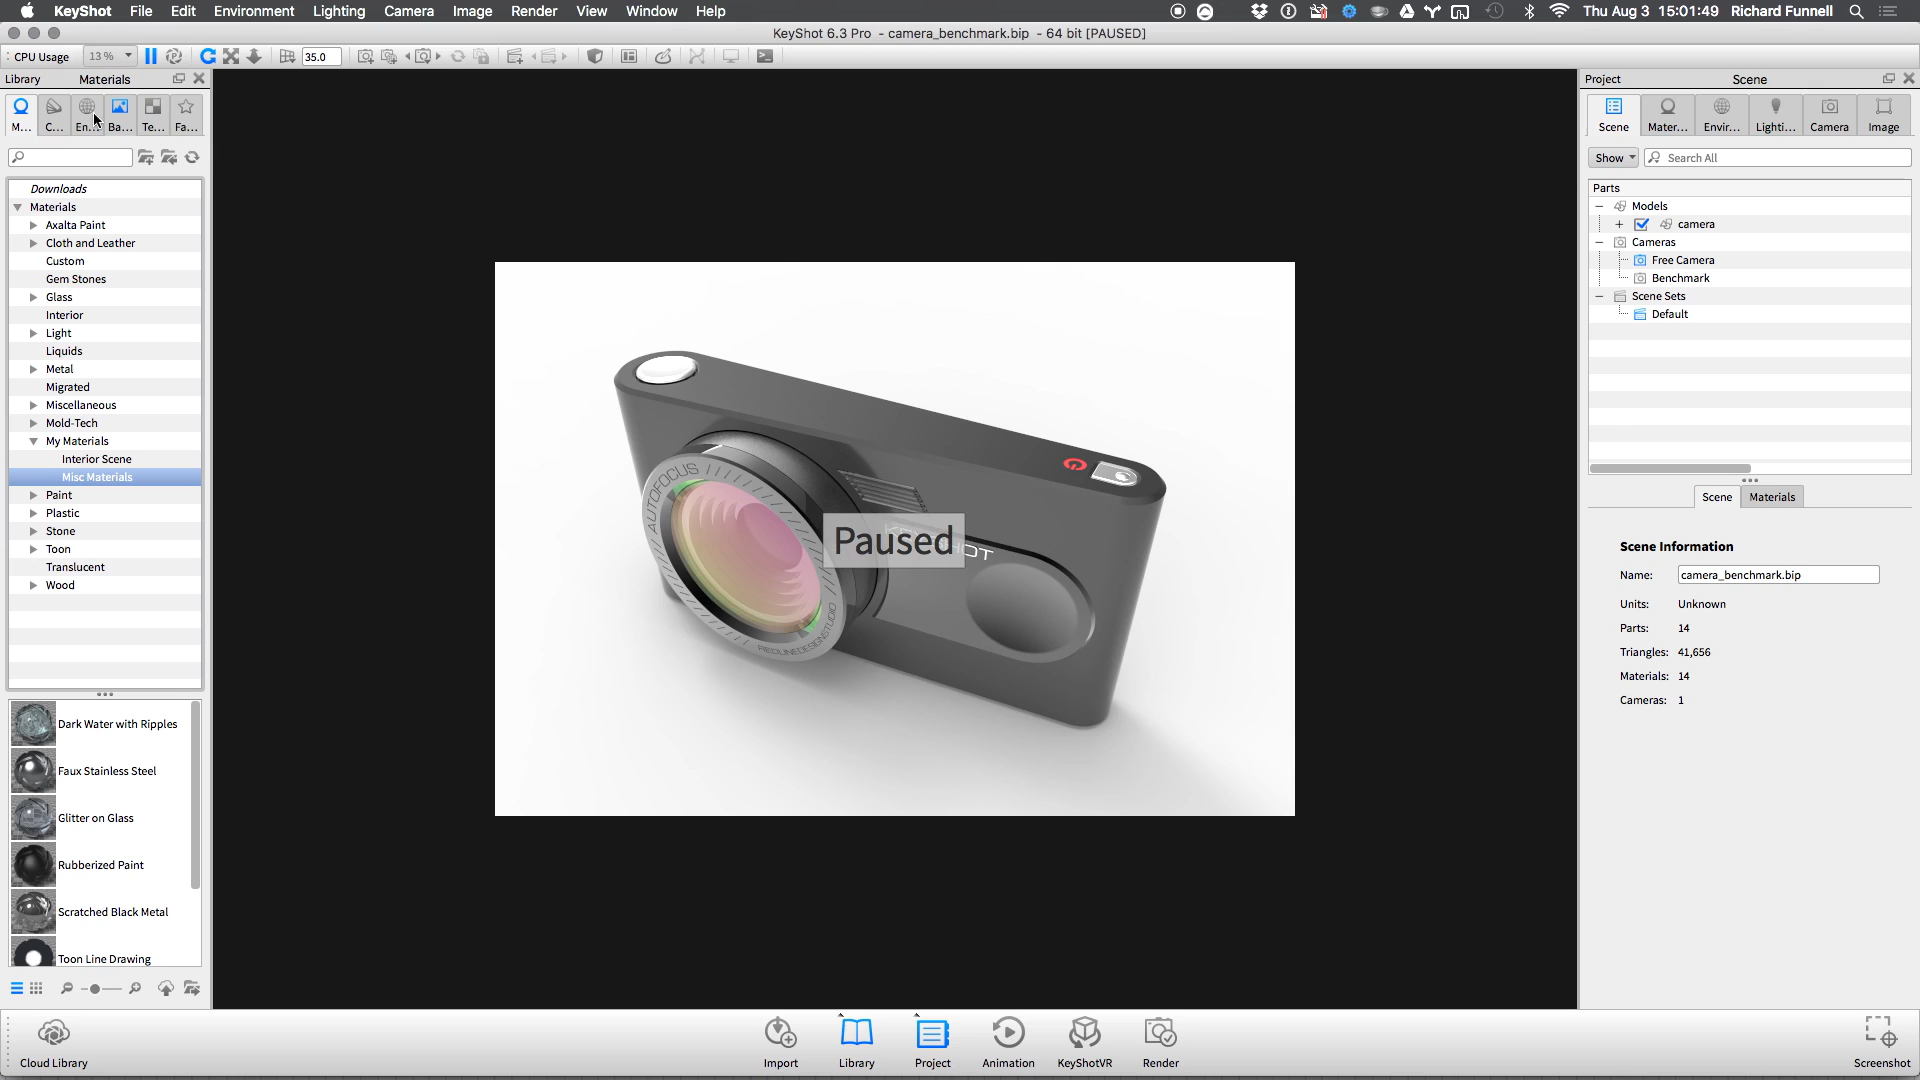 KeyShot File Edit Environment Lighting Camera Image Render View Window Help Thu Aug 3 15:01:49 Richard Funnell
KeyShot 6.3 Pro - camera_benchmark.bip - 64 bit [PAUSED]
CPU Usage 13 % 35.0
Library Materials
M... C... En... Ba... Te... Fa...
Downloads
Materials
Axalta Paint
Cloth and Leather
Custom
Gem Stones
Glass
Interior
Light
Liquids
Metal
Migrated
Miscellaneous
Mold-Tech
My Materials
Interior Scene
Misc Materials
Paint
Plastic
Stone
Toon
Translucent
Wood
Dark Water with Ripples
Faux Stainless Steel
Glitter on Glass
Rubberized Paint
Scratched Black Metal
Toon Line Drawing
AUTOFOCUS
REDLINEDESIGNSTUDIO
Paused
Project Scene
Scene Mater... Envir... Lighti... Camera Image
Show Search All
Parts
Models
camera
Cameras
Free Camera
Benchmark
Scene Sets
Default
Scene Materials
Scene Information
Name: camera_benchmark.bip
Units: Unknown
Parts: 14
Triangles: 41,656
Materials: 14
Cameras: 1
Cloud Library Import Library Project Animation KeyShotVR Render Screenshot